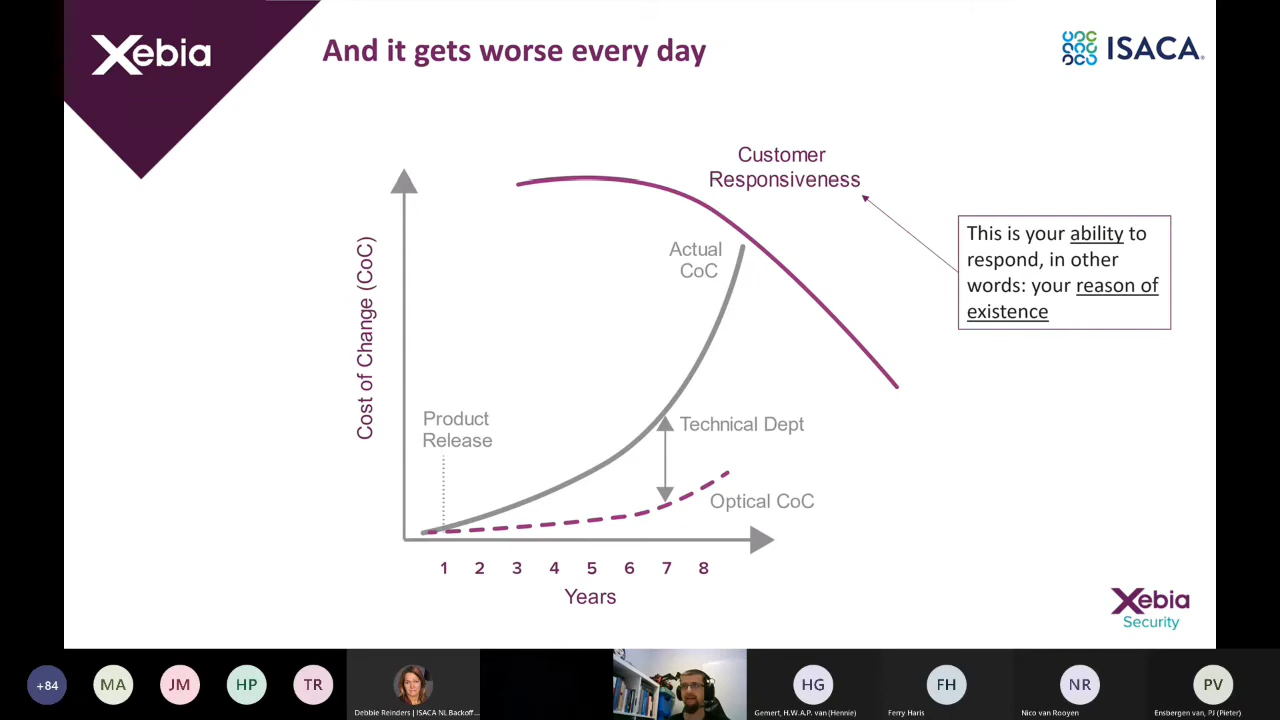 Xebia
And it gets worse every day
ISACA®
Customer
Responsiveness
This is your ability to
respond, in other
words: your reason of
existence
Actual
CoC
Cost of Change (CoC)
Product
Release
Technical Dept
Optical CoC
1 2 3 4 5 6 7 8
Years
Xebia
Security
+84
MA
JM
HP
TR
HG
FH
NR
PV
Debbie Reinders | ISACA NL Backoff...
Gemert, H.W.A.P. van (Hennie)
Ferry Haris
Nico van Rooyen
Ensbergen van, PJ (Pieter)